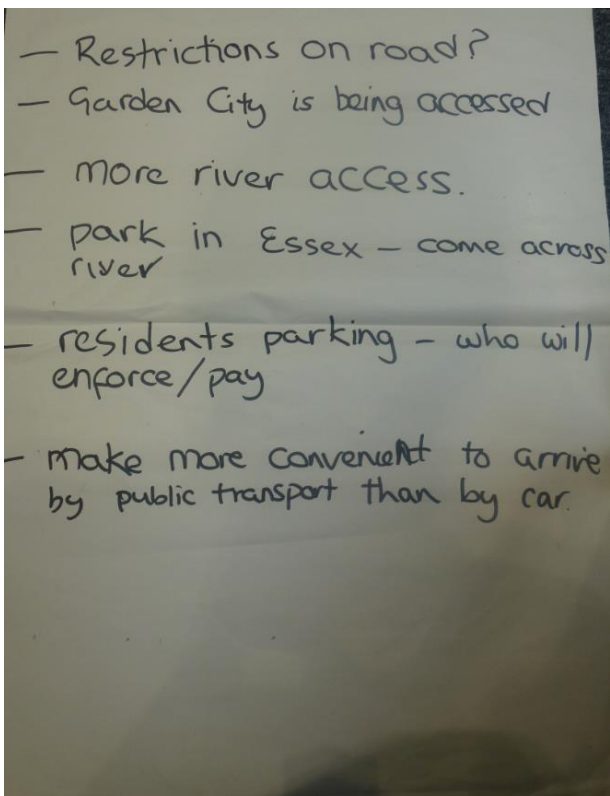 — Restrictions on road?
— Garden City is being accessed
— more river access.
— park in Essex — come across
river
— residents parking — who will
enforce/pay
— make more convenient to arrive
by public transport than by car.